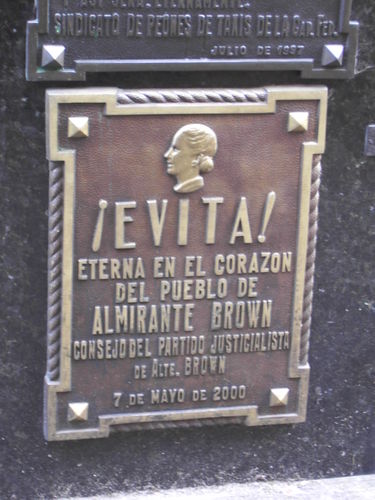 SINDICATO DE PEONES DE TAXIS DE LA CAP. FED.
JULIO DE 1997
¡EVITA!
ETERNA EN EL CORAZON
DEL PUEBLO DE
ALMIRANTE BROWN
CONSEJO DEL PARTIDO JUSTICIALISTA
DE ALTE. BROWN
7 DE MAYO DE 2000